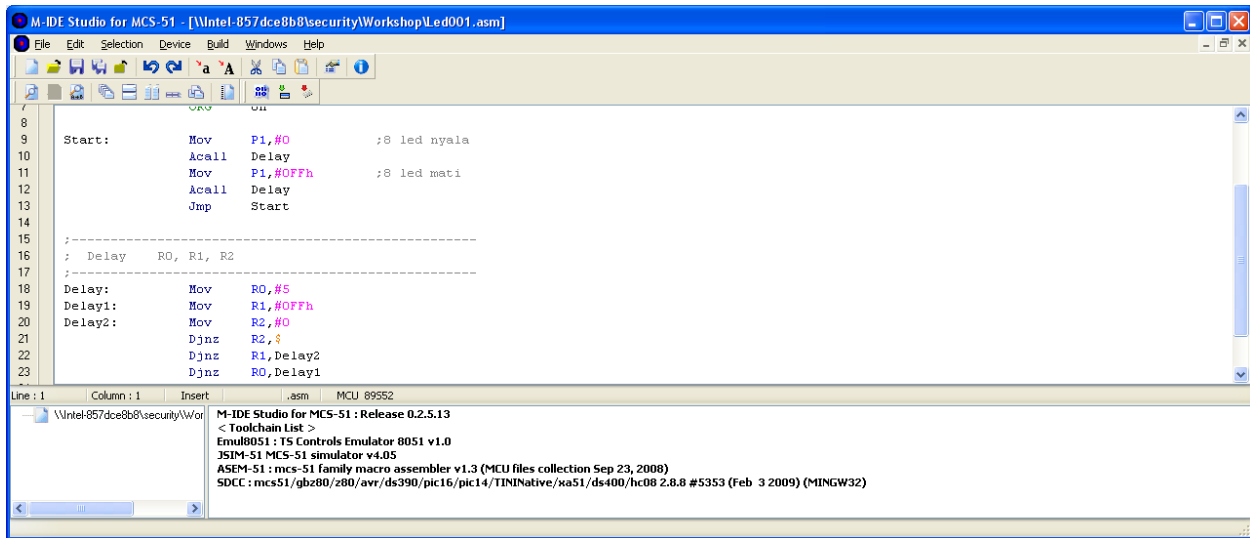 M-IDE Studio for MCS-51 - [\\Intel-857dce8b8\security\Workshop\Led001.asm]
File Edit Selection Device Build Windows Help
8
9 Start: Mov P1,#0 ;8 led nyala
10 Acall Delay
11 Mov P1,#0FFh ;8 led mati
12 Acall Delay
13 Jmp Start
14
15 ;----------------------------------------------------
16 ; Delay R0, R1, R2
17 ;----------------------------------------------------
18 Delay: Mov R0,#5
19 Delay1: Mov R1,#0FFh
20 Delay2: Mov R2,#0
21 Djnz R2,$
22 Djnz R1,Delay2
23 Djnz R0,Delay1
Line : 1 Column : 1 Insert .asm MCU 89S52
\\Intel-857dce8b8\security\Wor
M-IDE Studio for MCS-51 : Release 0.2.5.13
< Toolchain List >
Emul8051 : TS Controls Emulator 8051 v1.0
JSIM-51 MCS-51 simulator v4.05
ASEM-51 : mcs-51 family macro assembler v1.3 (MCU files collection Sep 23, 2008)
SDCC : mcs51/gbz80/z80/avr/ds390/pic16/pic14/TININative/xa51/ds400/hc08 2.8.8 #5353 (Feb 3 2009) (MINGW32)